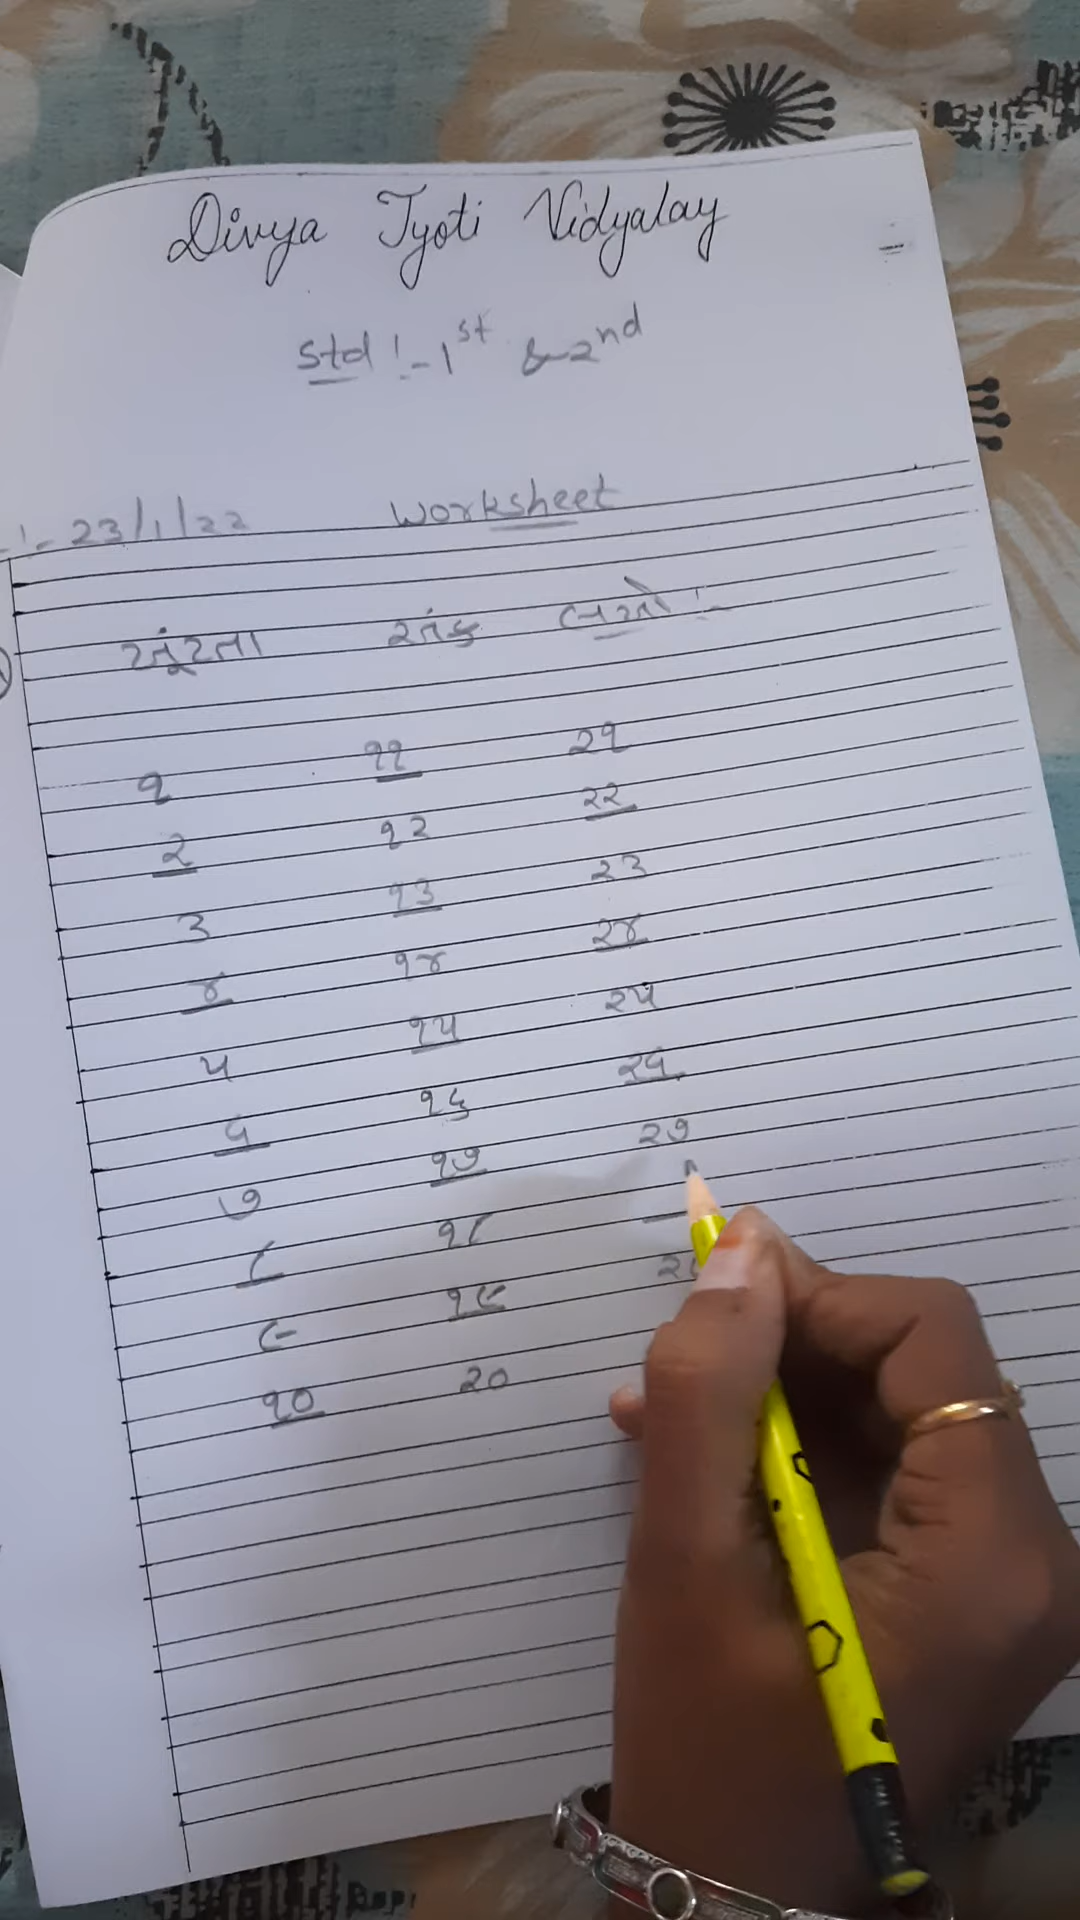 Divya Jyoti Vidyalay
std :- 1st & 2nd
:- 23/1/22 Worksheet
ખૂટતા અંક લખો :-
૧ ૧૧ ૨૧
૨ ૧૨ ૨૨
૩ ૧૩ ૨૩
૪ ૧૪ ૨૪
૫ ૧૫ ૨૫
૬ ૧૬ ૨૬
૭ ૧૭ ૨૭
૮ ૧૮
૯ ૧૯
૧૦ ૨૦